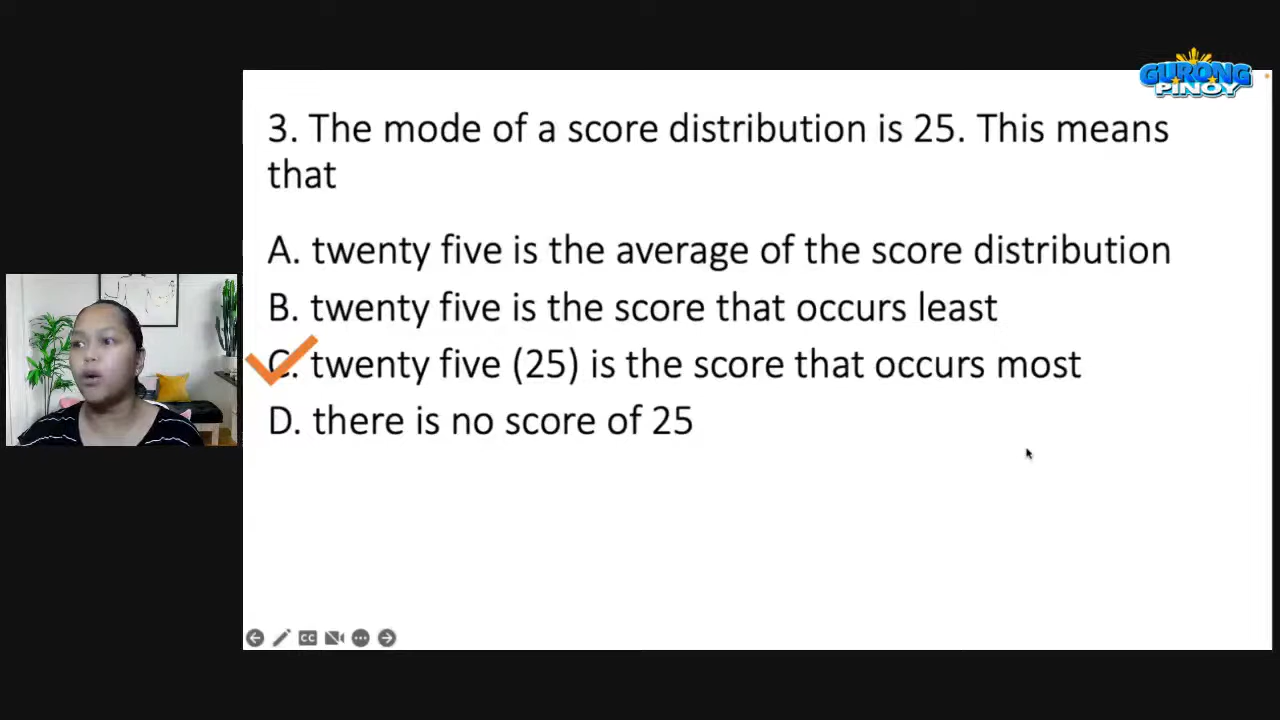 GURONG
PINOY
3. The mode of a score distribution is 25. This means
that
A. twenty five is the average of the score distribution
B. twenty five is the score that occurs least
C. twenty five (25) is the score that occurs most
D. there is no score of 25
CC